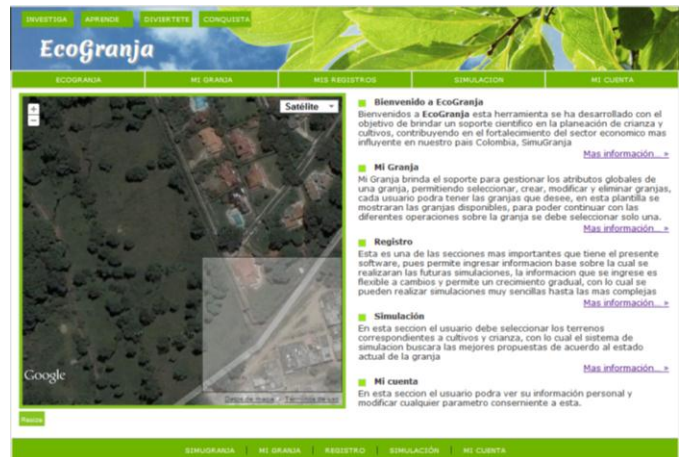 INVESTIGA APRENDE DIVIERTETE CONQUISTA
EcoGranja
ECOGRANJA MI GRANJA MIS REGISTROS SIMULACION MI CUENTA
Satélite
+
−
Google
Bienvenido a EcoGranja
Bienvenidos a EcoGranja esta herramienta se ha desarrollado con el
objetivo de brindar un soporte cientifico en la planeación de crianza y
cultivos, contribuyendo en el fortalecimiento del sector economico mas
influyente en nuestro pais Colombia, SimuGranja
Mas información... »
Mi Granja
Mi Granja brinda el soporte para gestionar los atributos globales de
una granja, permitiendo seleccionar, crear, modificar y eliminar granjas,
cada usuario podra tener las granjas que desee, en esta plantilla se
mostraran las granjas disponibles, para poder continuar con las
diferentes operaciones sobre la granja se debe seleccionar solo una.
Mas información... »
Registro
Esta es una de las secciones mas importantes que tiene el presente
software, pues permite ingresar informacion base sobre la cual se
realizaran las futuras simulaciones, la informacion que se ingrese es
flexible a cambios y permite un crecimiento gradual, con lo cual se
pueden realizar simulaciones muy sencillas hasta las mas complejas
Mas información... »
Simulación
En esta seccion el usuario debe seleccionar los terrenos
correspondientes a cultivos y crianza, con lo cual el sistema de
simulacion buscara las mejores propuestas de acuerdo al estado
actual de la granja
Mas información... »
Mi cuenta
En esta seccion el usuario podra ver su información personal y
modificar cualquier parametro conserniente a esta.
SIMUGRANJA MI GRANJA REGISTRO SIMULACIÓN MI CUENTA